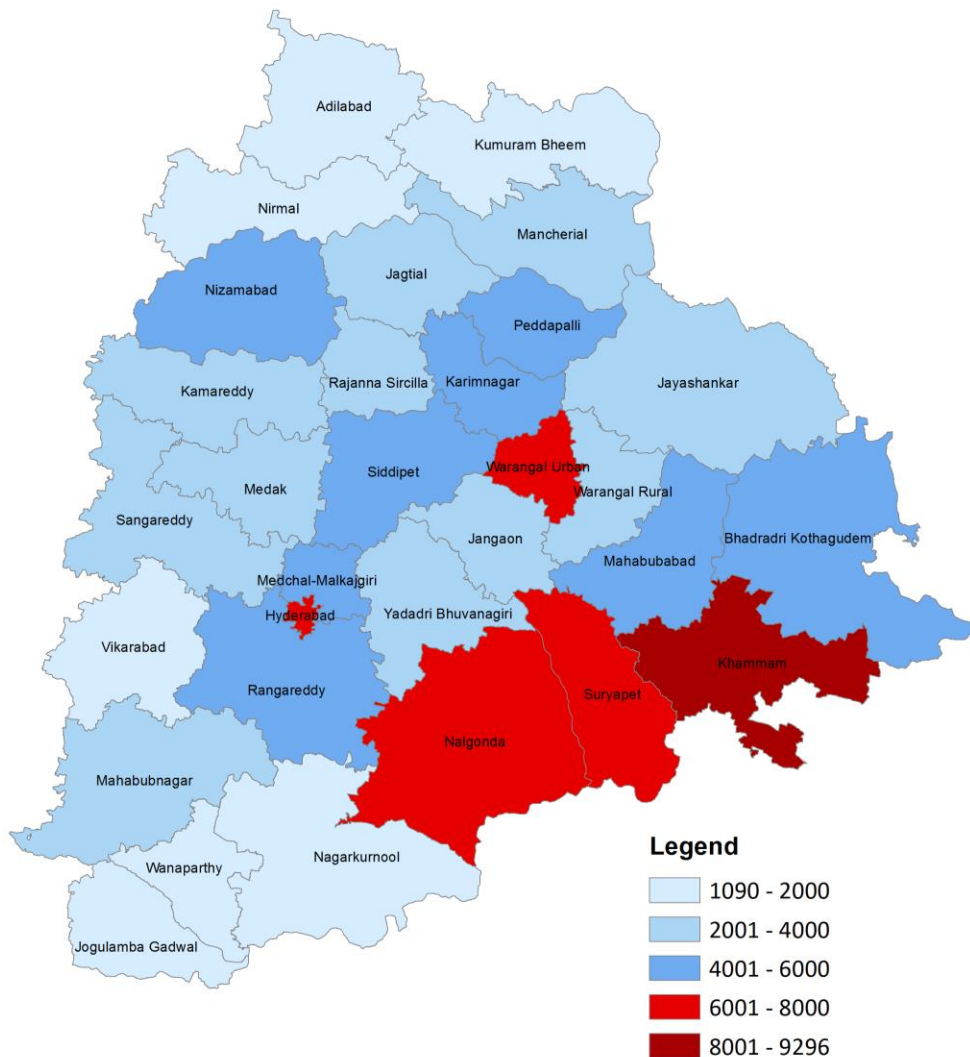 Adilabad
Kumuram Bheem
Nirmal
Mancherial
Jagtial
Nizamabad
Peddapalli
Rajanna Sircilla
Karimnagar
Jayashankar
Kamareddy
Siddipet
Warangal Urban
Medak
Warangal Rural
Sangareddy
Jangaon
Bhadradri Kothagudem
Mahabubabad
Medchal-Malkajgiri
Hyderabad
Yadadri Bhuvanagiri
Vikarabad
Khammam
Rangareddy
Suryapet
Nalgonda
Mahabubnagar
Nagarkurnool
Wanaparthy
Jogulamba Gadwal
Legend
1090 - 2000
2001 - 4000
4001 - 6000
6001 - 8000
8001 - 9296